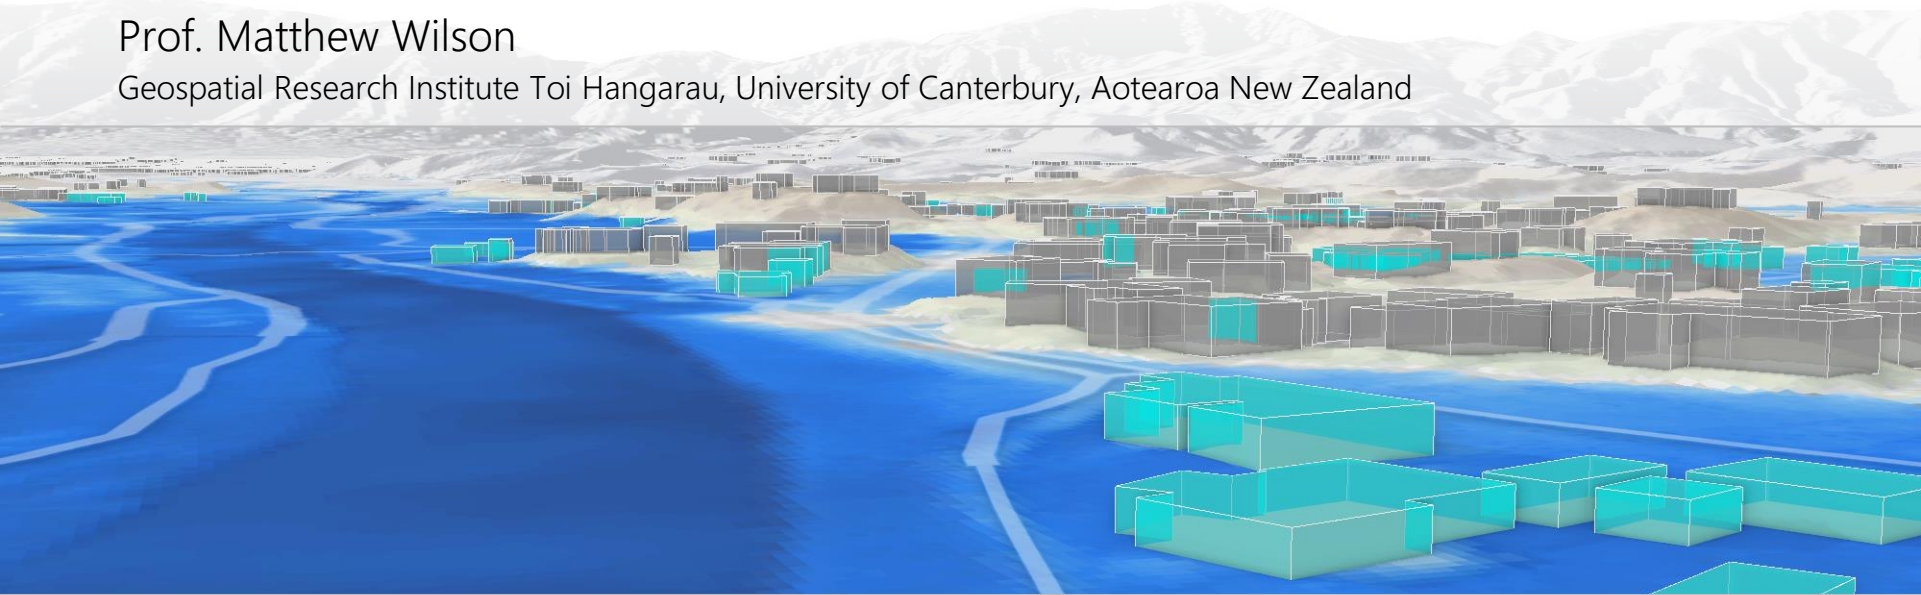 Prof. Matthew Wilson
Geospatial Research Institute Toi Hangarau, University of Canterbury, Aotearoa New Zealand